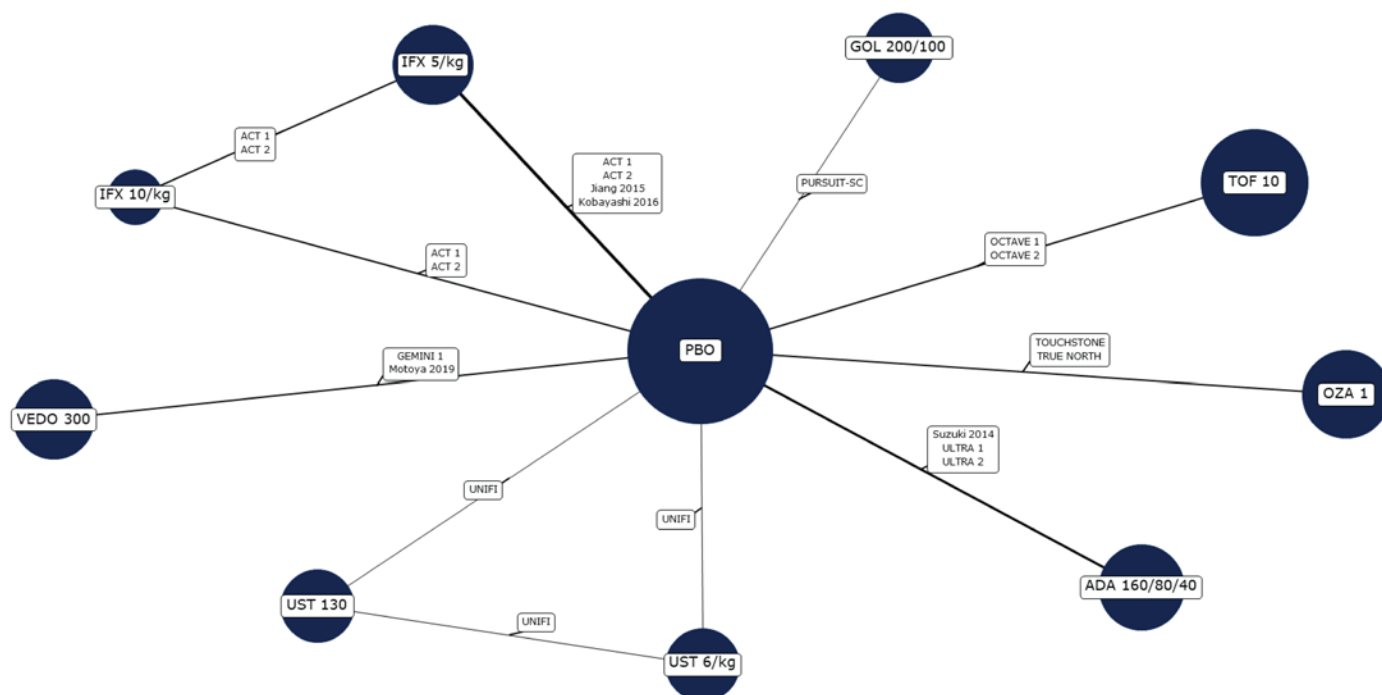 IFX 5/kg
GOL 200/100
ACT 1
ACT 2
ACT 1
ACT 2
Jiang 2015
Kobayashi 2016
PURSUIT-SC
TOF 10
IFX 10/kg
OCTAVE 1
OCTAVE 2
ACT 1
ACT 2
PBO
TOUCHSTONE
TRUE NORTH
GEMINI 1
Motoya 2019
OZA 1
VEDO 300
Suzuki 2014
ULTRA 1
ULTRA 2
UNIFI
UNIFI
ADA 160/80/40
UST 130
UNIFI
UST 6/kg